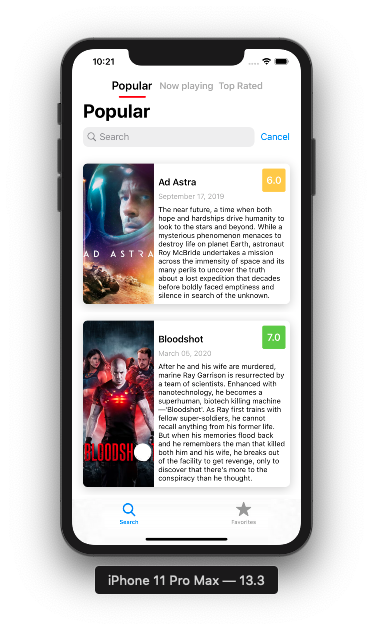 10:21
Popular Now playing Top Rated
Popular
Search Cancel
Ad Astra 6.0
September 17, 2019
The near future, a time when both
hope and hardships drive humanity to
look to the stars and beyond. While a
mysterious phenomenon menaces to
destroy life on planet Earth, astronaut
Roy McBride undertakes a mission
across the immensity of space and its
many perils to uncover the truth
about a lost expedition that decades
before boldly faced emptiness and
silence in search of the unknown.
AD ASTRA
Bloodshot 7.0
March 05, 2020
After he and his wife are murdered,
marine Ray Garrison is resurrected by
a team of scientists. Enhanced with
nanotechnology, he becomes a
superhuman, biotech killing machine
—'Bloodshot'. As Ray first trains with
fellow super-soldiers, he cannot
recall anything from his former life.
But when his memories flood back
and he remembers the man that killed
both him and his wife, he breaks out
of the facility to get revenge, only to
discover that there's more to the
conspiracy than he thought.
BLOODSH
Search Favorites
iPhone 11 Pro Max — 13.3